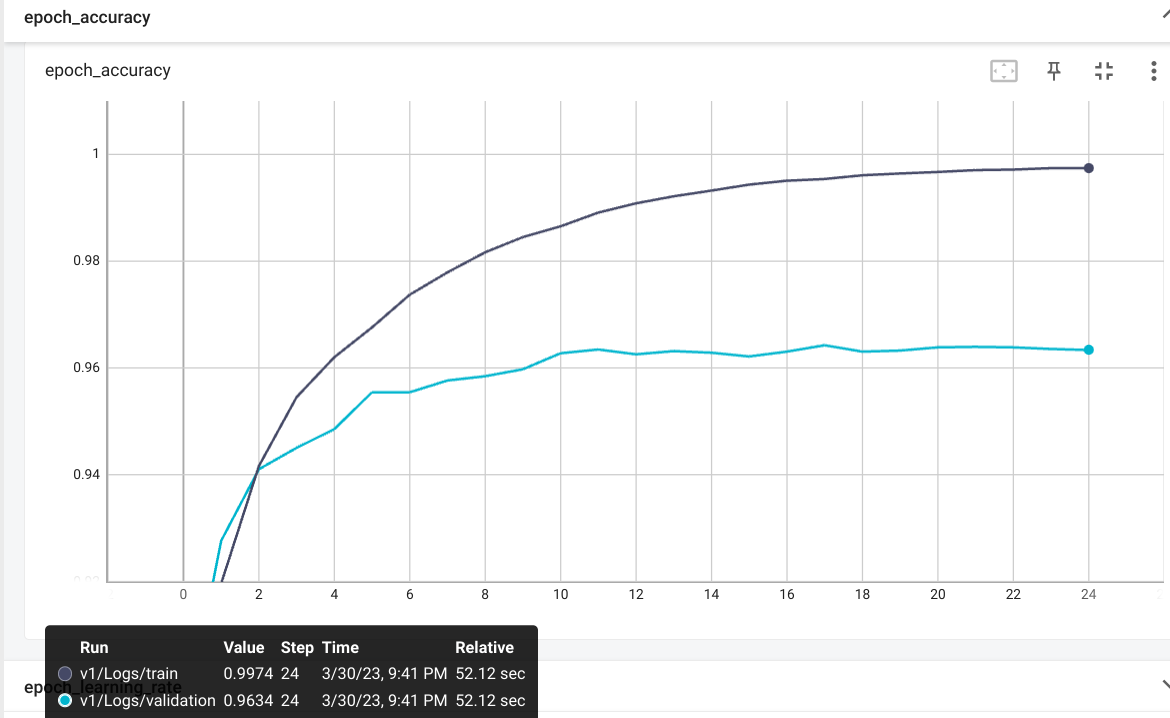 epoch_accuracy
epoch_accuracy
1
0.98
0.96
0.94
0 2 4 6 8 10 12 14 16 18 20 22 24
Run Value Step Time Relative
v1/Logs/train 0.9974 24 3/30/23, 9:41 PM 52.12 sec
epoch_learning_rate
v1/Logs/validation 0.9634 24 3/30/23, 9:41 PM 52.12 sec